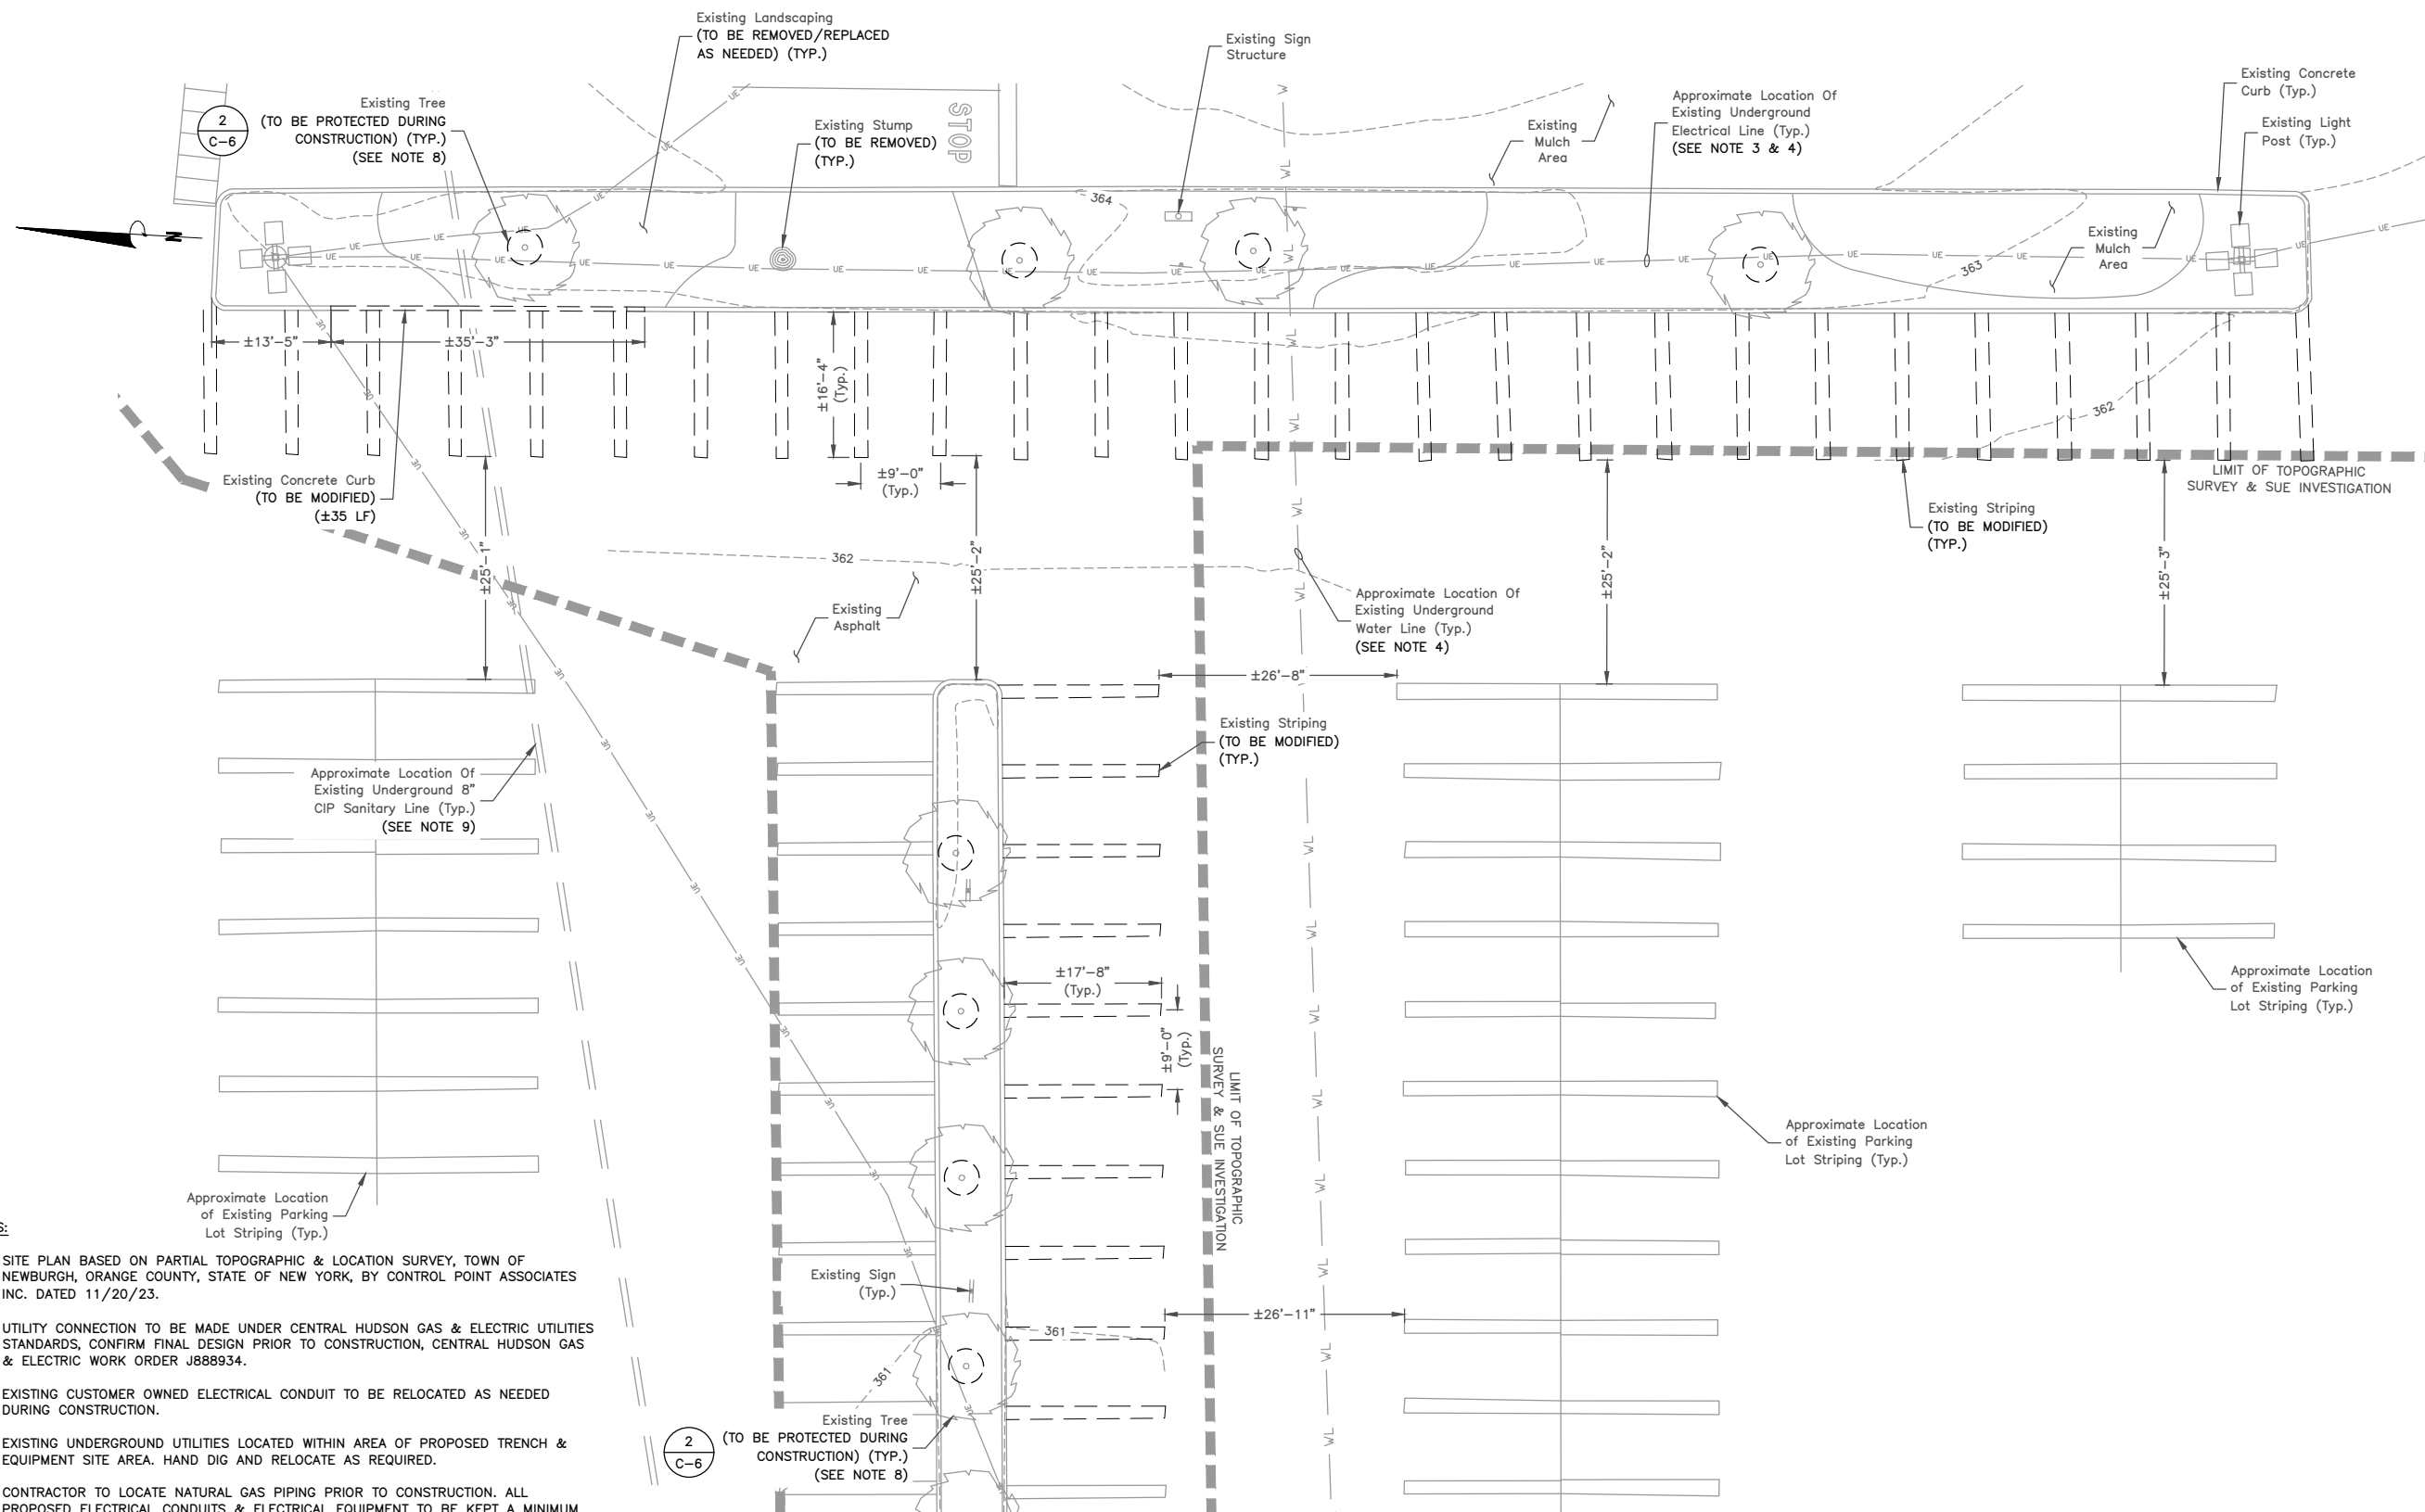 Existing Landscaping
(TO BE REMOVED/REPLACED
AS NEEDED) (TYP.)
Existing Sign
Structure
Existing Concrete
Curb (Typ.)
Existing Tree
(TO BE PROTECTED DURING
CONSTRUCTION) (TYP.)
(SEE NOTE 8)
2
C-6
STOP
Existing Stump
(TO BE REMOVED)
(TYP.)
Existing
Mulch
Area
Approximate Location Of
Existing Underground
Electrical Line (Typ.)
(SEE NOTE 3 & 4)
Existing Light
Post (Typ.)
N
364
363
Existing
Mulch
Area
UE
WL
±13'-5"
±35'-3"
±16'-4"
(Typ.)
362
Existing Concrete Curb
(TO BE MODIFIED)
(±35 LF)
±9'-0"
(Typ.)
LIMIT OF TOPOGRAPHIC
SURVEY & SUE INVESTIGATION
Existing Striping
(TO BE MODIFIED)
(TYP.)
±25'-1"
±25'-2"
±25'-2"
±25'-3"
362
Existing
Asphalt
Approximate Location Of
Existing Underground
Water Line (Typ.)
(SEE NOTE 4)
±26'-8"
Existing Striping
(TO BE MODIFIED)
(TYP.)
Approximate Location Of
Existing Underground 8"
CIP Sanitary Line (Typ.)
(SEE NOTE 9)
±17'-8"
(Typ.)
±9'-0"
(Typ.)
LIMIT OF TOPOGRAPHIC
SURVEY & SUE INVESTIGATION
Approximate Location
of Existing Parking
Lot Striping (Typ.)
Approximate Location
of Existing Parking
Lot Striping (Typ.)
Approximate Location
of Existing Parking
Lot Striping (Typ.)
Existing Sign
(Typ.)
±26'-11"
361
361
2
C-6
Existing Tree
(TO BE PROTECTED DURING
CONSTRUCTION) (TYP.)
(SEE NOTE 8)
S:
SITE PLAN BASED ON PARTIAL TOPOGRAPHIC & LOCATION SURVEY, TOWN OF
NEWBURGH, ORANGE COUNTY, STATE OF NEW YORK, BY CONTROL POINT ASSOCIATES
INC. DATED 11/20/23.
UTILITY CONNECTION TO BE MADE UNDER CENTRAL HUDSON GAS & ELECTRIC UTILITIES
STANDARDS, CONFIRM FINAL DESIGN PRIOR TO CONSTRUCTION, CENTRAL HUDSON GAS
& ELECTRIC WORK ORDER J888934.
EXISTING CUSTOMER OWNED ELECTRICAL CONDUIT TO BE RELOCATED AS NEEDED
DURING CONSTRUCTION.
EXISTING UNDERGROUND UTILITIES LOCATED WITHIN AREA OF PROPOSED TRENCH &
EQUIPMENT SITE AREA. HAND DIG AND RELOCATE AS REQUIRED.
CONTRACTOR TO LOCATE NATURAL GAS PIPING PRIOR TO CONSTRUCTION. ALL
PROPOSED ELECTRICAL CONDUITS & ELECTRICAL EQUIPMENT TO BE KEPT A MINIMUM